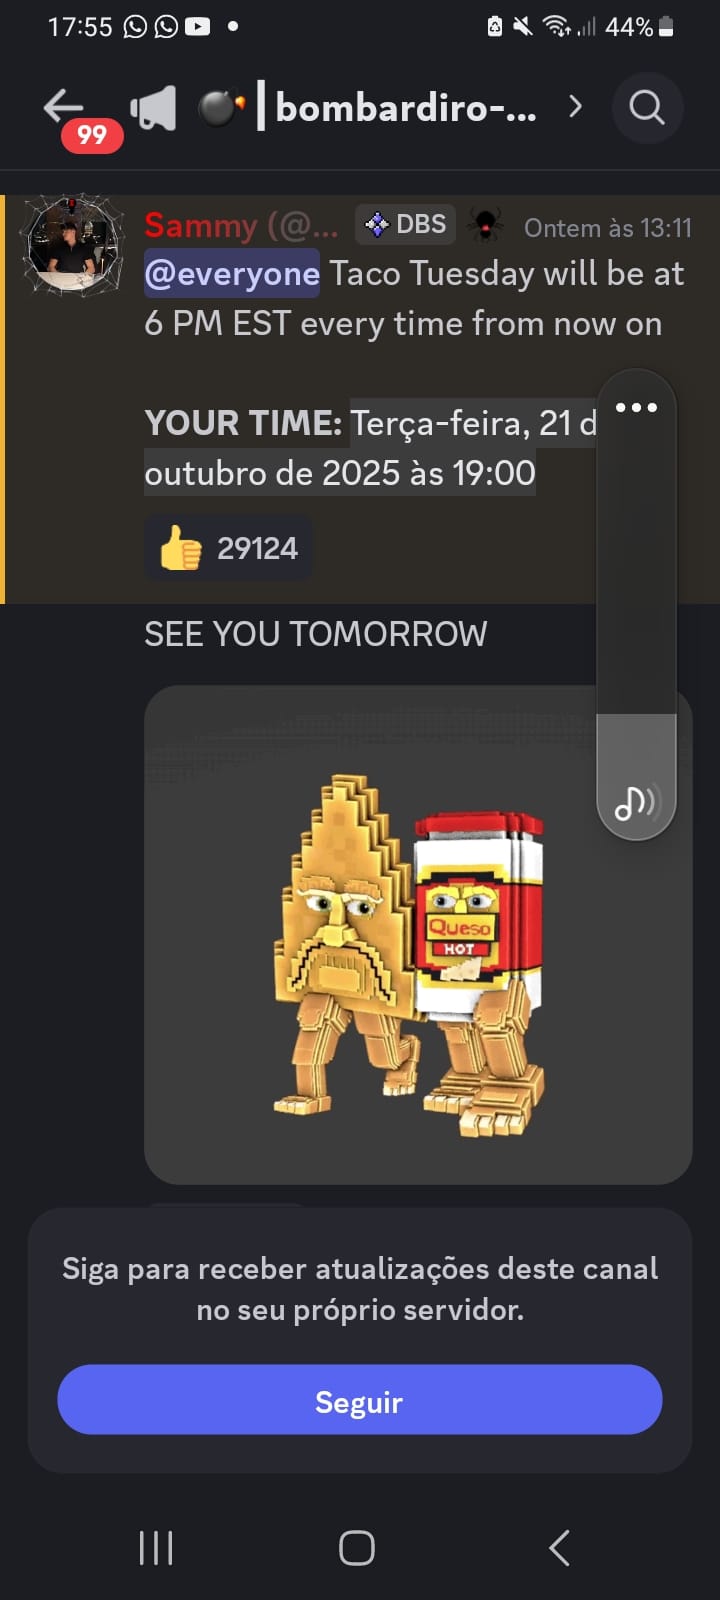 17:55 44%
99
bombardiro-...
Sammy (@... DBS Ontem às 13:11
@everyone Taco Tuesday will be at
6 PM EST every time from now on
YOUR TIME: Terça-feira, 21 d
outubro de 2025 às 19:00
29124
SEE YOU TOMORROW
Queso
HOT
Siga para receber atualizações deste canal
no seu próprio servidor.
Seguir